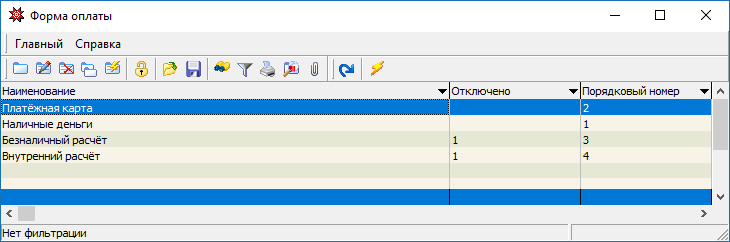 Форма оплаты
Главный Справка
Наименование Отключено Порядковый номер
Платёжная карта 2
Наличные деньги 1
Безналичный расчёт 1 3
Внутренний расчёт 1 4
Нет фильтрации